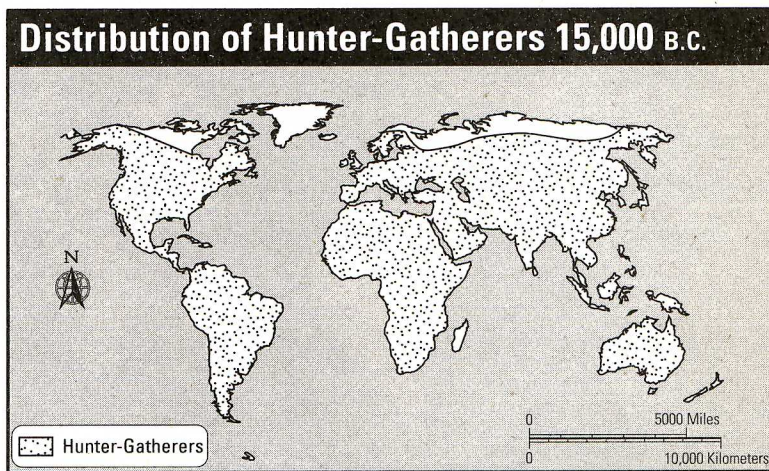 Distribution of Hunter-Gatherers 15,000 B.C.
N
0 5000 Miles
0 10,000 Kilometers
Hunter-Gatherers